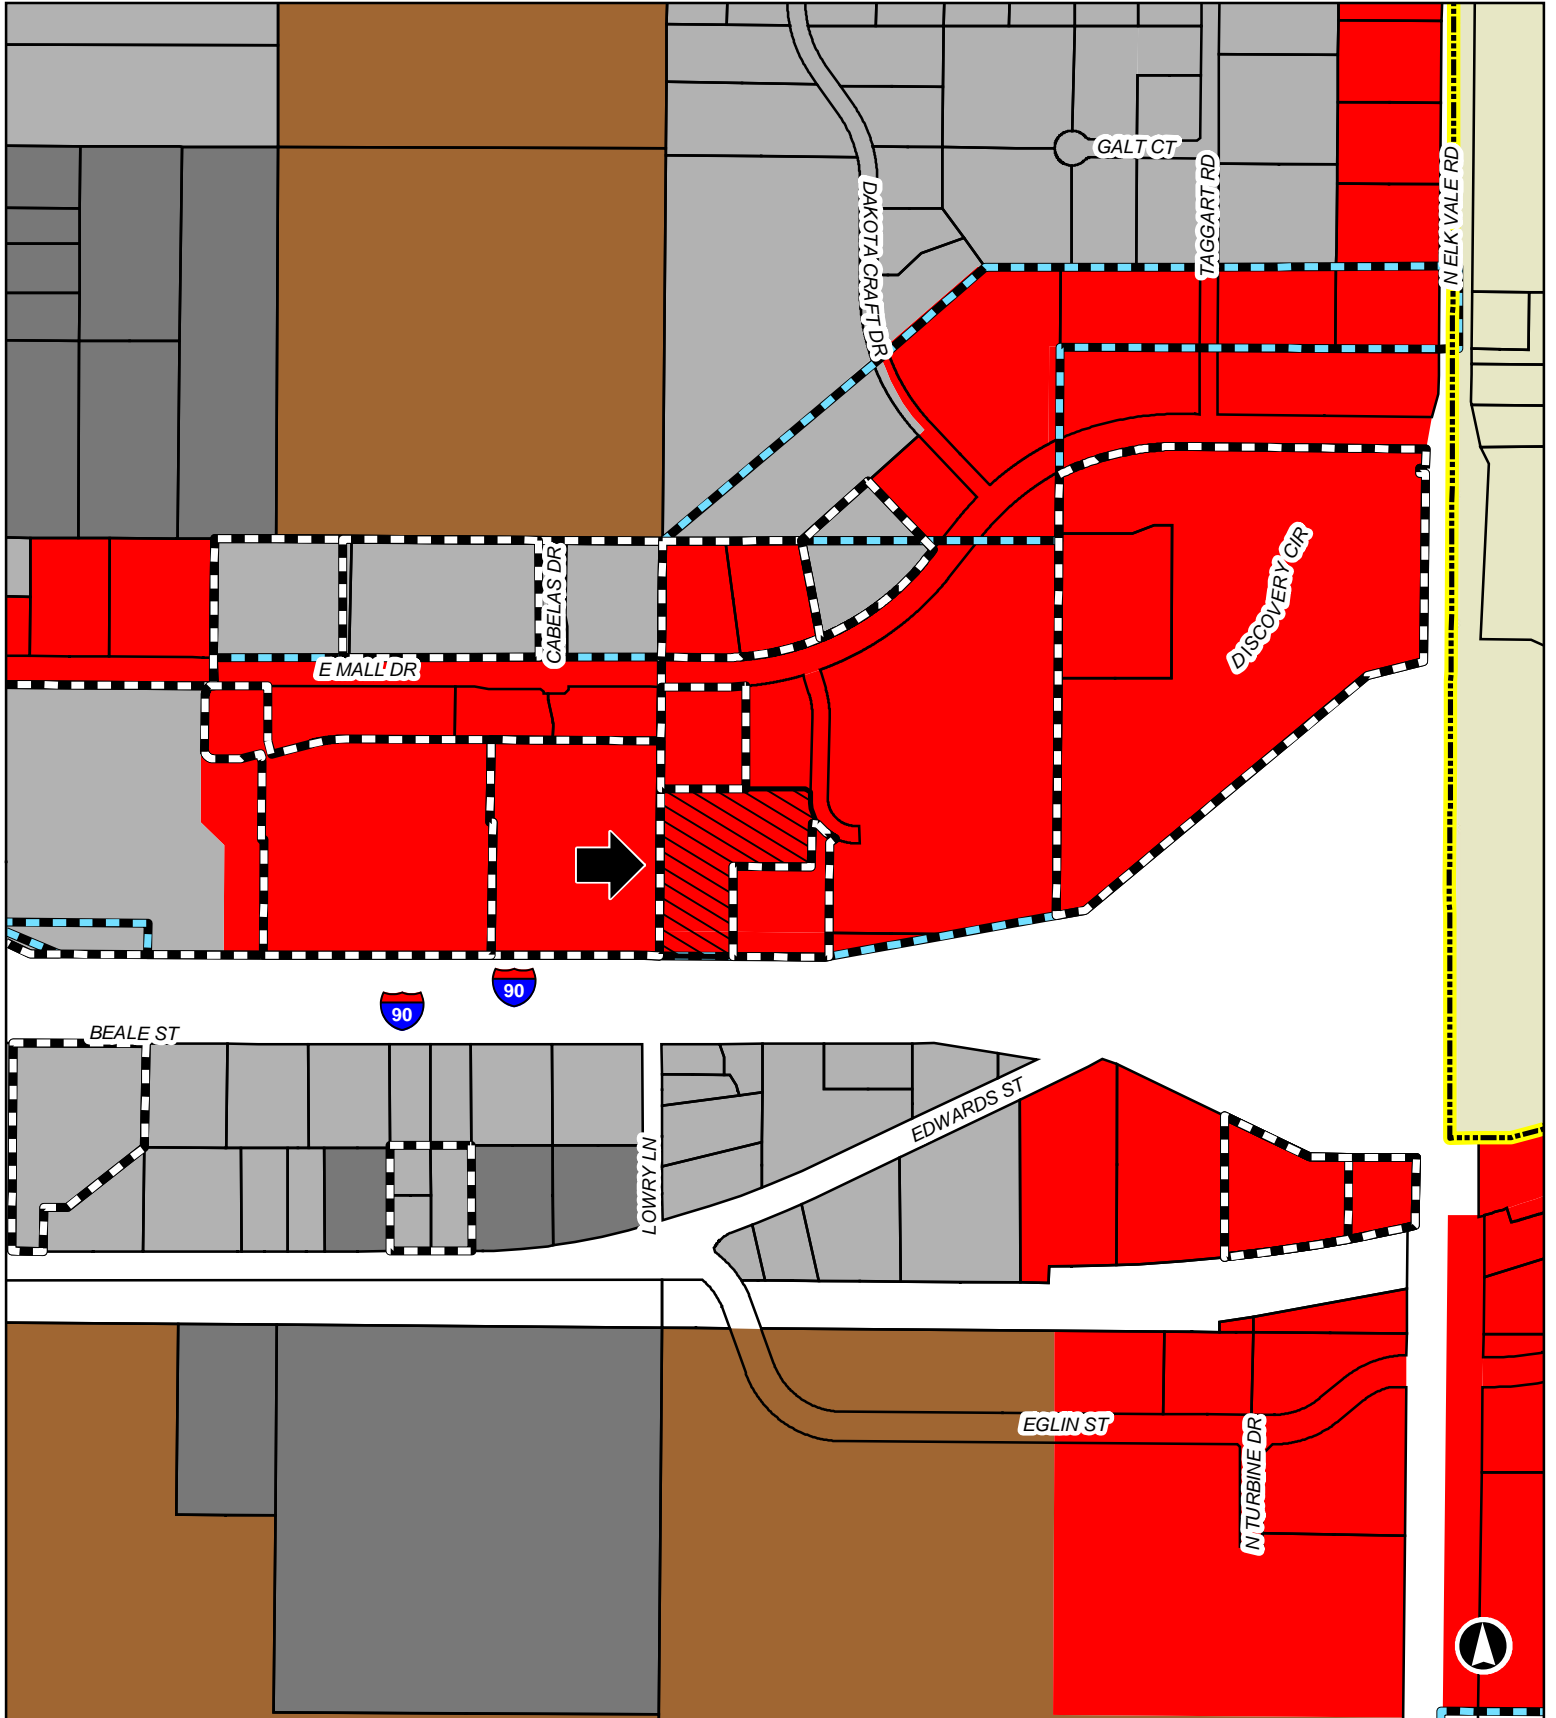 GALT CT
TAGGART RD
N ELK VALE RD
DAKOTA CRAFT DR
DISCOVERY CIR
CABELAS DR
E MALL DR
90
90
BEALE ST
EDWARDS ST
LOWRY LN
EGLIN ST
N TURBINE DR